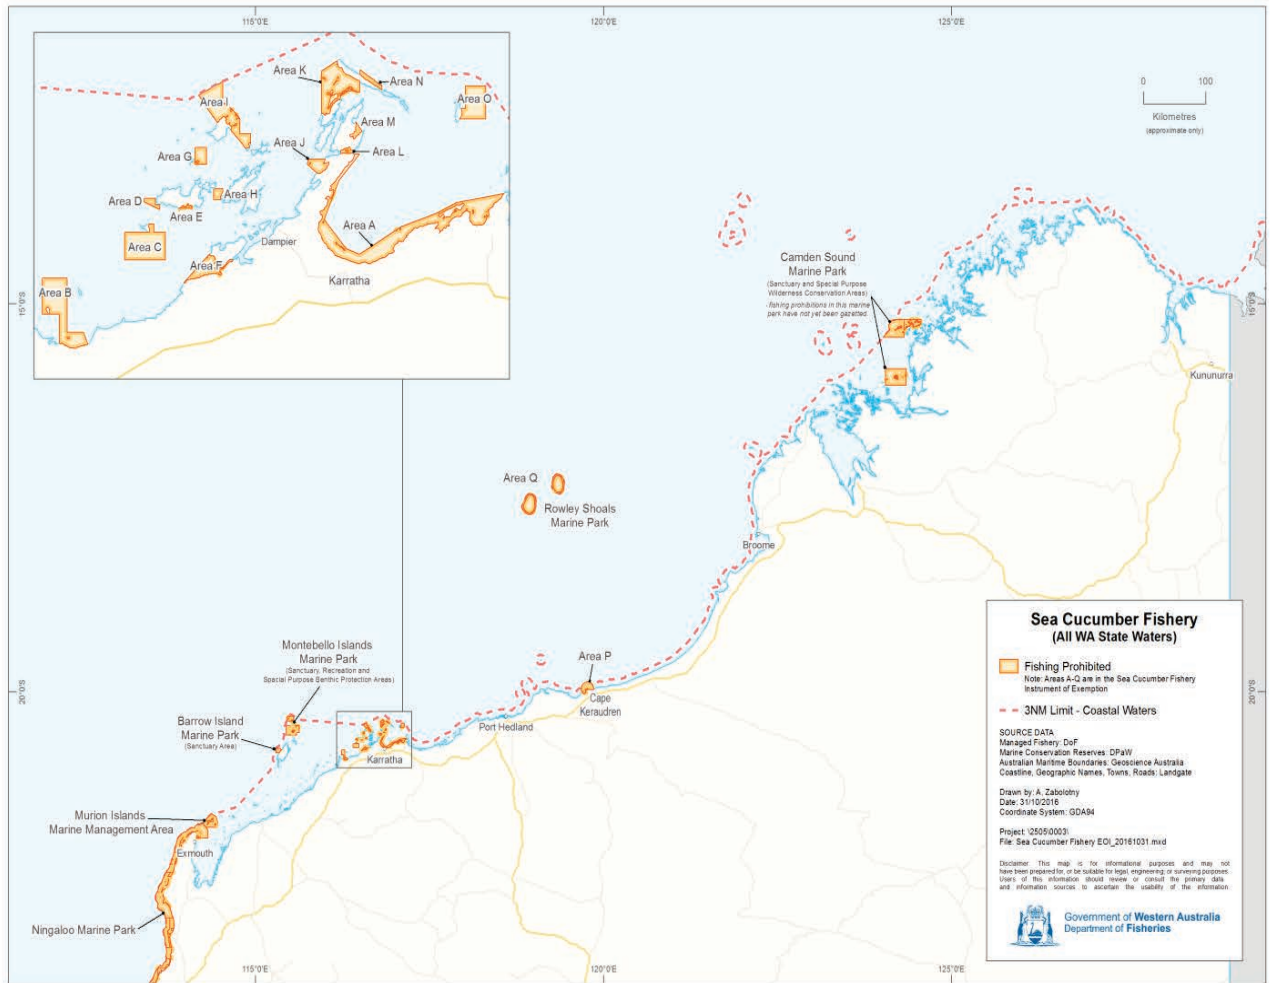 115°0'E
120°0'E
125°0'E
Area K
Area N
Area I
Area O
Area M
Area J
Area L
Area G
Area D
Area H
Area E
Area A
Area C
Dampier
Area F
Karratha
Area B
0 100
Kilometres
(approximate only)
15°0'S
15°0'S
Camden Sound
Marine Park
(Sanctuary and Special Purpose
Wilderness Conservation Areas)
fishing prohibitions in this marine
park have not yet been gazetted.
Kununurra
Area Q
Rowley Shoals
Marine Park
Broome
Montebello Islands
Marine Park
(Sanctuary, Recreation and
Special Purpose Benthic Protection Areas)
Area P
Cape
Keraudren
20°0'S
20°0'S
Barrow Island
Marine Park
(Sanctuary Area)
Port Hedland
Karratha
Murion Islands
Marine Management Area
Exmouth
Ningaloo Marine Park
Sea Cucumber Fishery
(All WA State Waters)
Fishing Prohibited
Note: Areas A-Q are in the Sea Cucumber Fishery
Instrument of Exemption
3NM Limit - Coastal Waters
SOURCE DATA
Managed Fishery: DoF
Marine Conservation Reserves: DPaW
Australian Maritime Boundaries: Geoscience Australia
Coastline, Geographic Names, Towns, Roads: Landgate
Drawn by: A. Zabolotny
Date: 31/10/2016
Coordinate System: GDA94
Project: \2505\0003\
File: Sea Cucumber Fishery EOI_20161031.mxd
Disclaimer: This map is for informational purposes and may not
have been prepared for, or be suitable for legal, engineering, or surveying purposes.
Users of this information should review or consult the primary data
and information sources to ascertain the usability of the information.
Government of Western Australia
Department of Fisheries
115°0'E
120°0'E
125°0'E